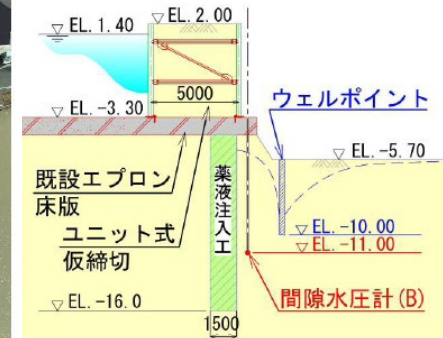 EL.2.00
EL.1.40
5000
ウェルポイント
EL.-3.30
EL.-5.70
既設エプロン
床版
薬液注入工
ユニット式
仮締切
EL.-10.00
EL.-11.00
間隙水圧計(B)
EL.-16.0
1500